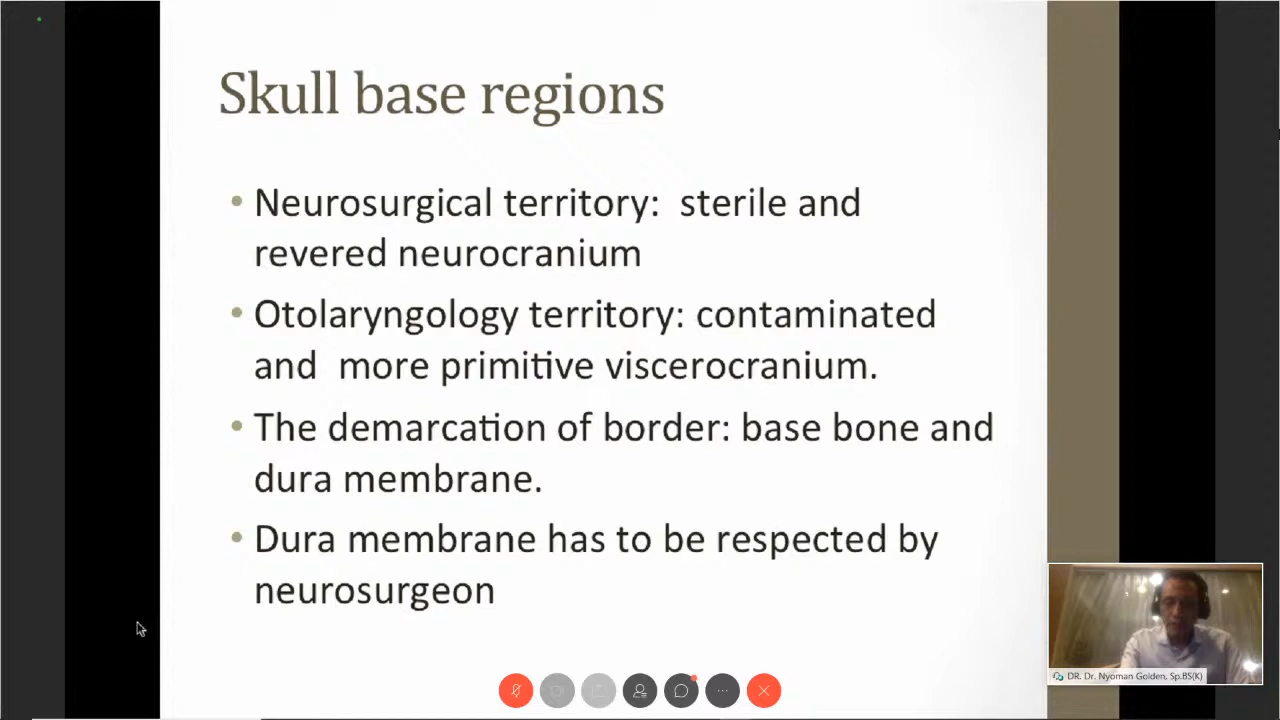 Skull base regions
• Neurosurgical territory: sterile and
revered neurocranium
• Otolaryngology territory: contaminated
and more primitive viscerocranium.
• The demarcation of border: base bone and
dura membrane.
• Dura membrane has to be respected by
neurosurgeon
DR. Dr. Nyoman Golden, Sp.BS(K)